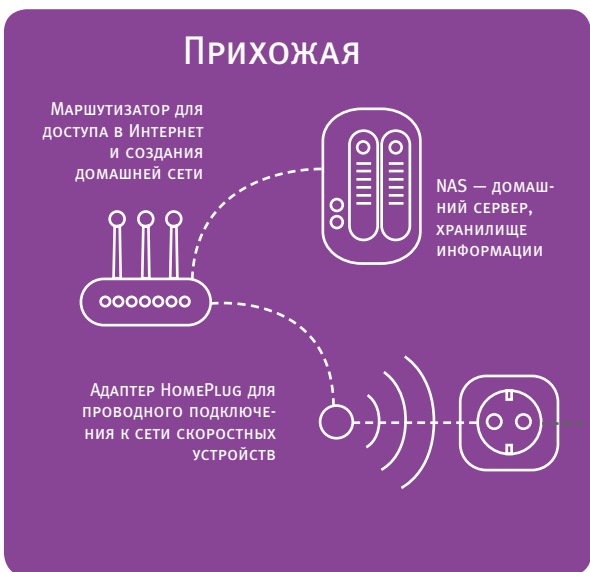 Прихожая
Маршутизатор для
доступа в Интернет
и создания
домашней сети
NAS — домаш-
ний сервер,
хранилище
информации
Адаптер HomePlug для
проводного подключе-
ния к сети скоростных
устройств